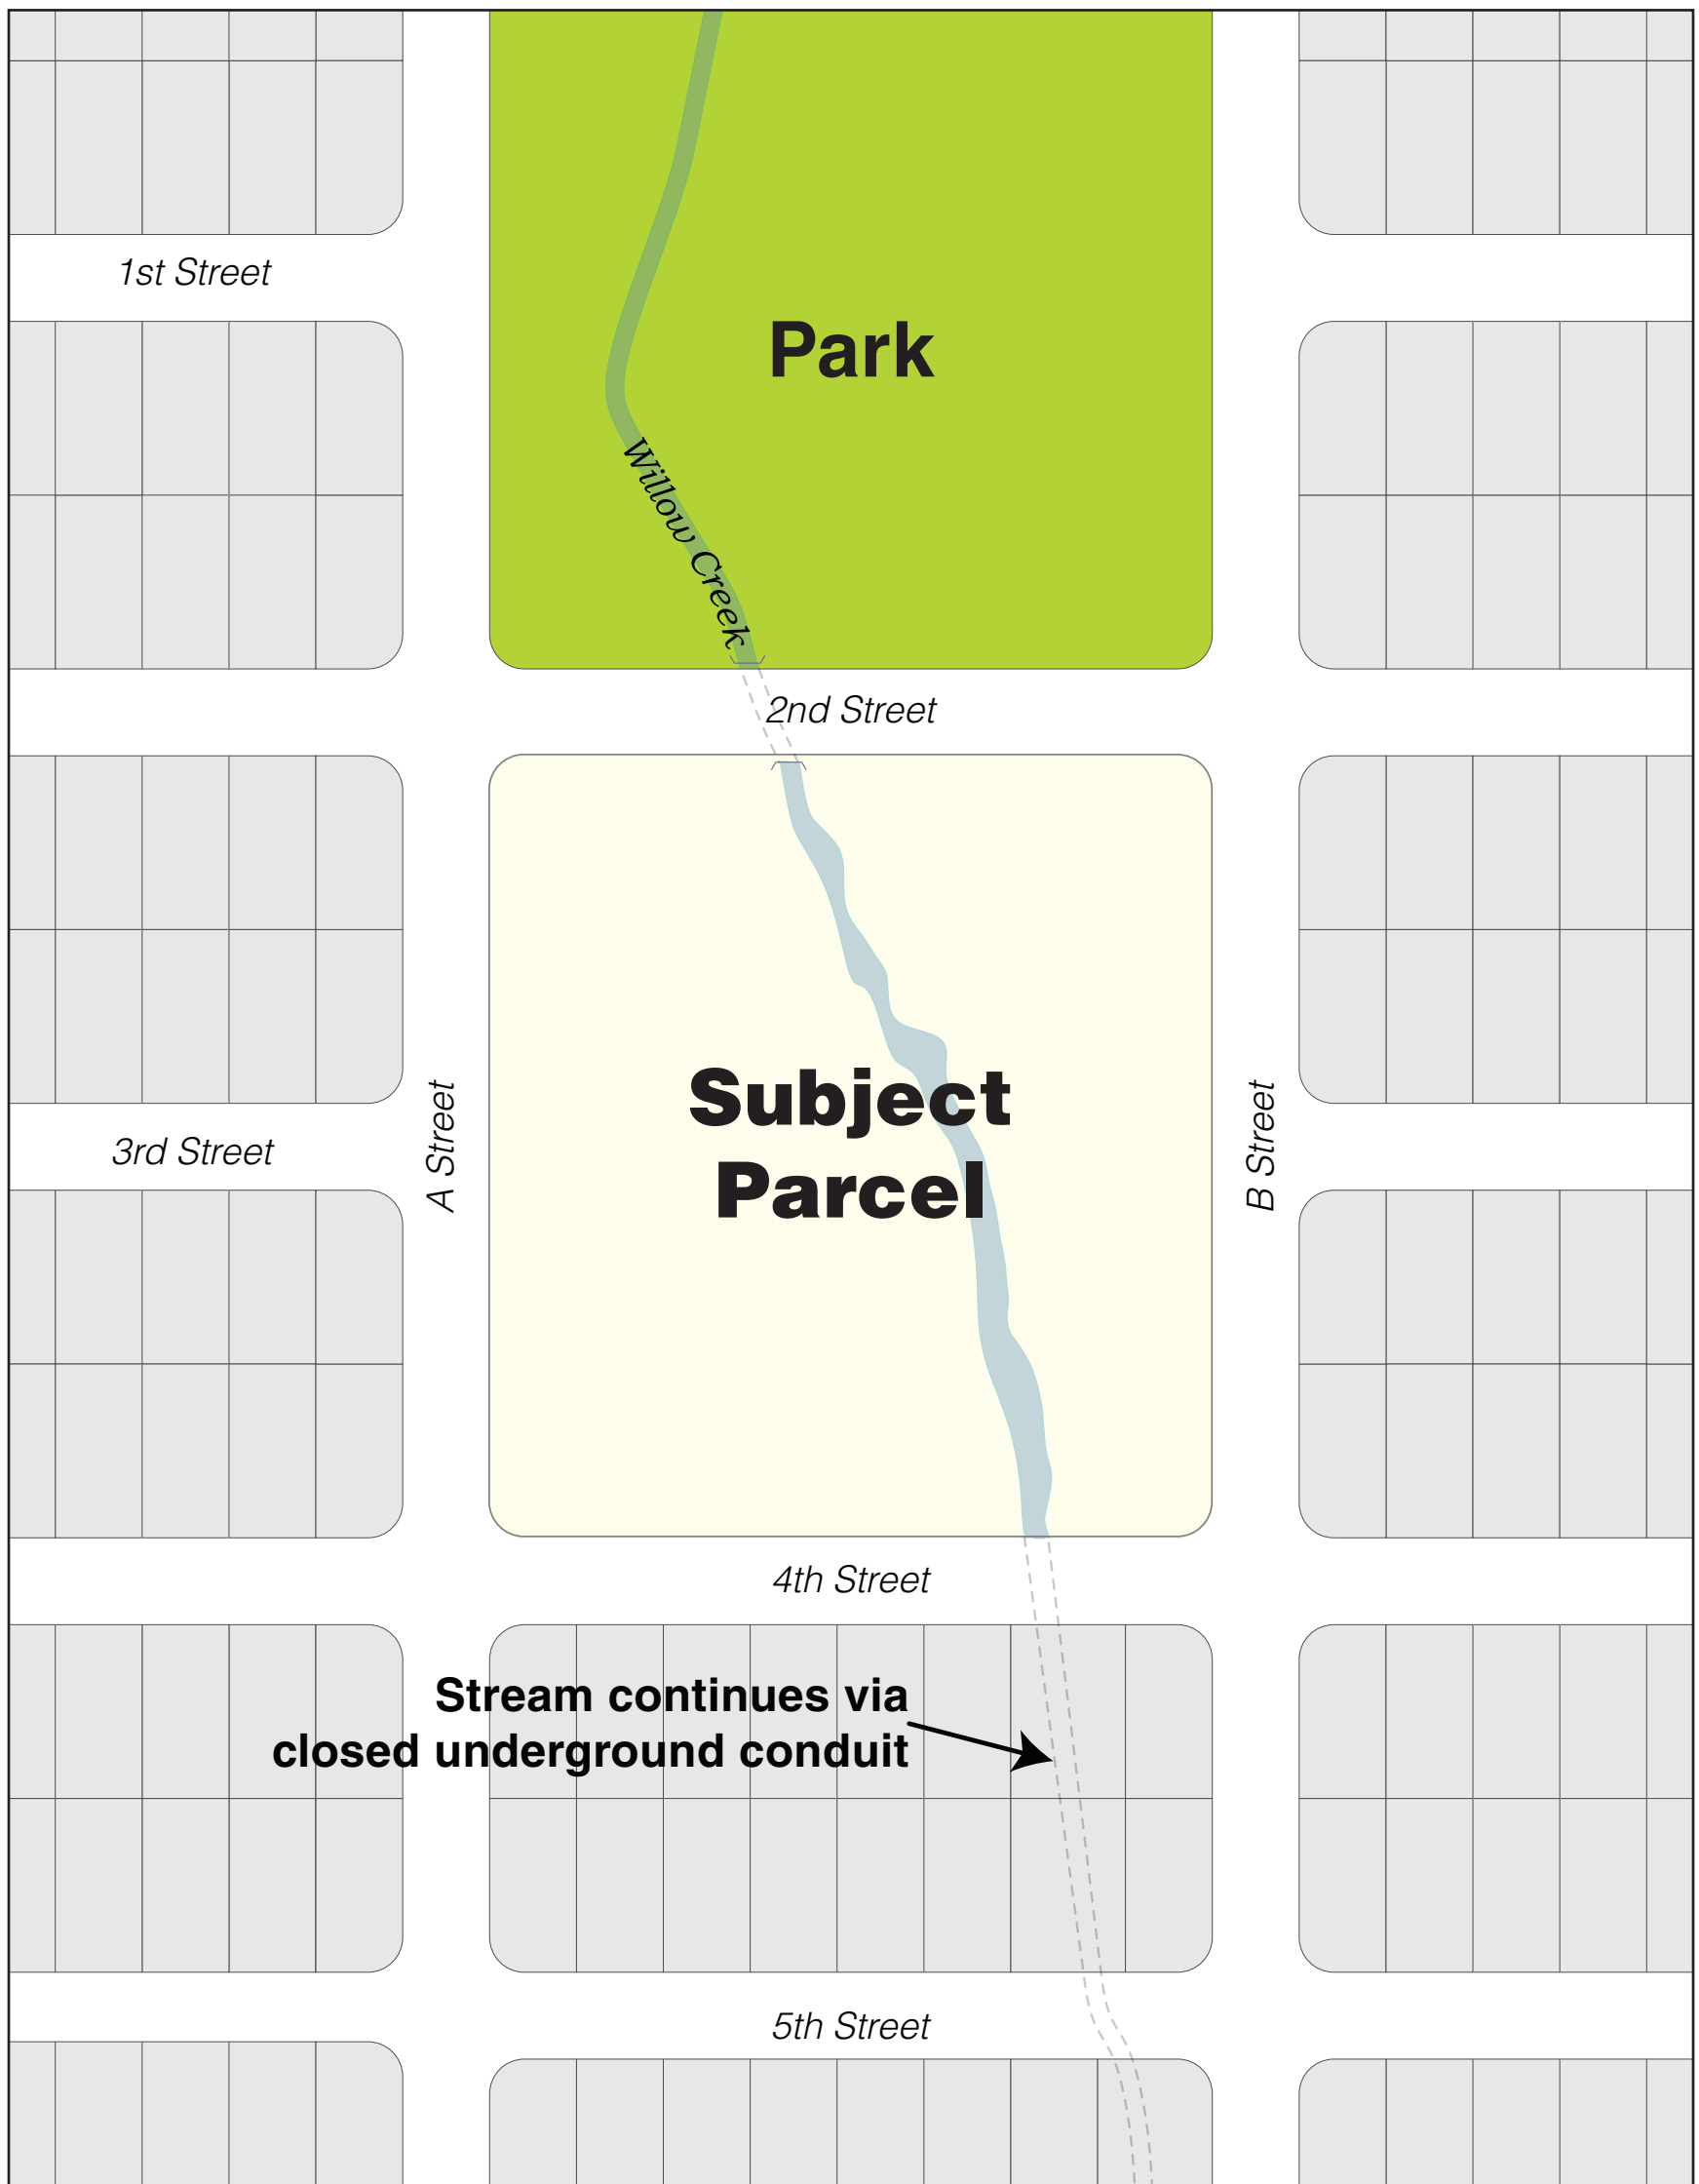 1st Street
Park
Willow Creek
2nd Street
Subject
Parcel
3rd Street
A Street
B Street
4th Street
Stream continues via
closed underground conduit
5th Street